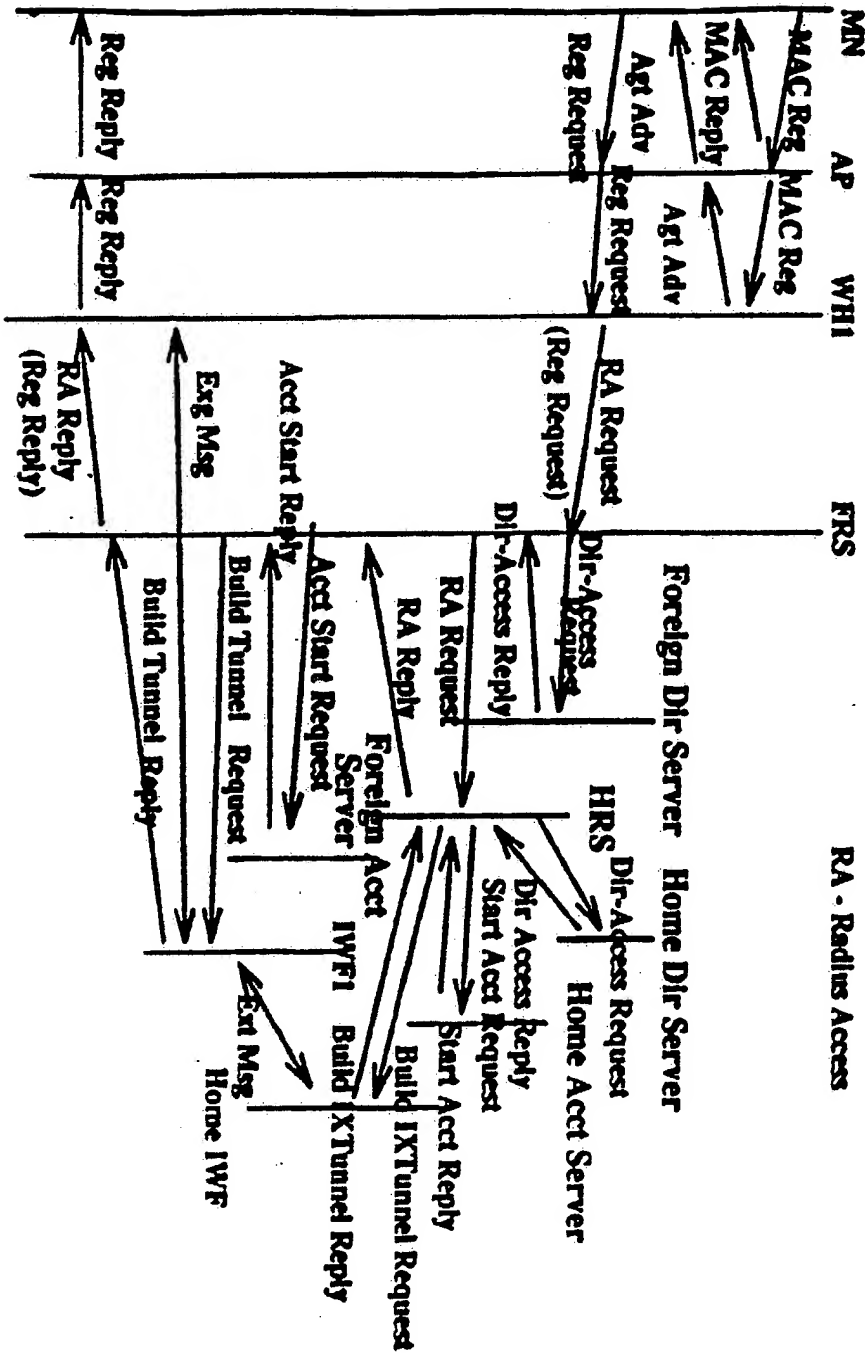 MN
AP
WH1
FRS
RA - Radius Access
Foreign Dir Server
Home Dir Server
MAC Reg
MAC Reg
MAC Reply
Agt Adv
Agt Adv
Reg Request
Reg Request
RA Request
(Reg Request)
Dir-Access
Request
Dir-Access Reply
HRS
Dir-Access Request
Home Acct Server
Dir Access Reply
RA Request
Start Acct Request
Start Acct Reply
RA Reply
Foreign Acct
Server
Build IXTunnel Request
Build IXTunnel Reply
IWF1
Acct Start Request
Acct Start Reply
Build Tunnel Request
Ext Msg
Home IWF
Exg Msg
Build Tunnel Reply
RA Reply
(Reg Reply)
Reg Reply
Reg Reply